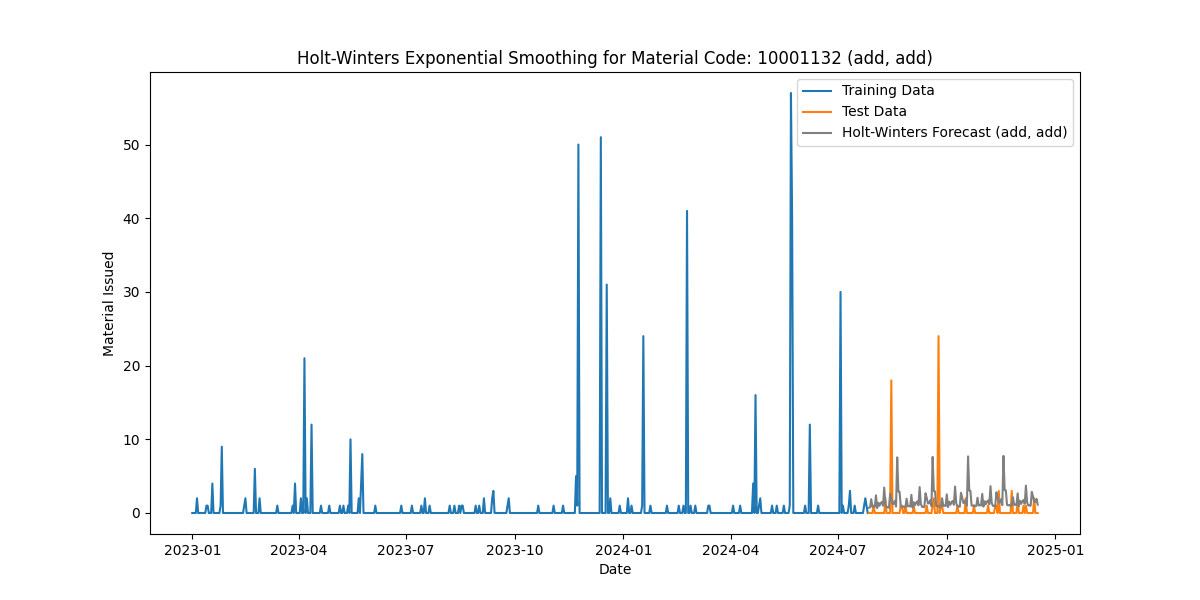 Holt-Winters Exponential Smoothing for Material Code: 10001132 (add, add)
Training Data
Test Data
Holt-Winters Forecast (add, add)
Material Issued
50
40
30
20
10
0
2023-01 2023-04 2023-07 2023-10 2024-01 2024-04 2024-07 2024-10 2025-01
Date